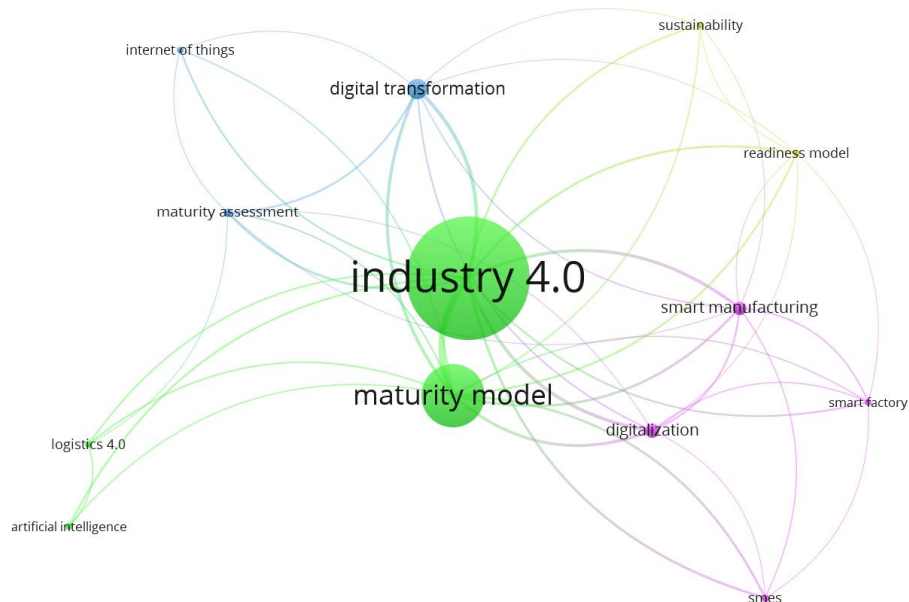 sustainability
internet of things
digital transformation
readiness model
maturity assessment
industry 4.0
smart manufacturing
maturity model
smart factory
digitalization
logistics 4.0
artificial intelligence
smes